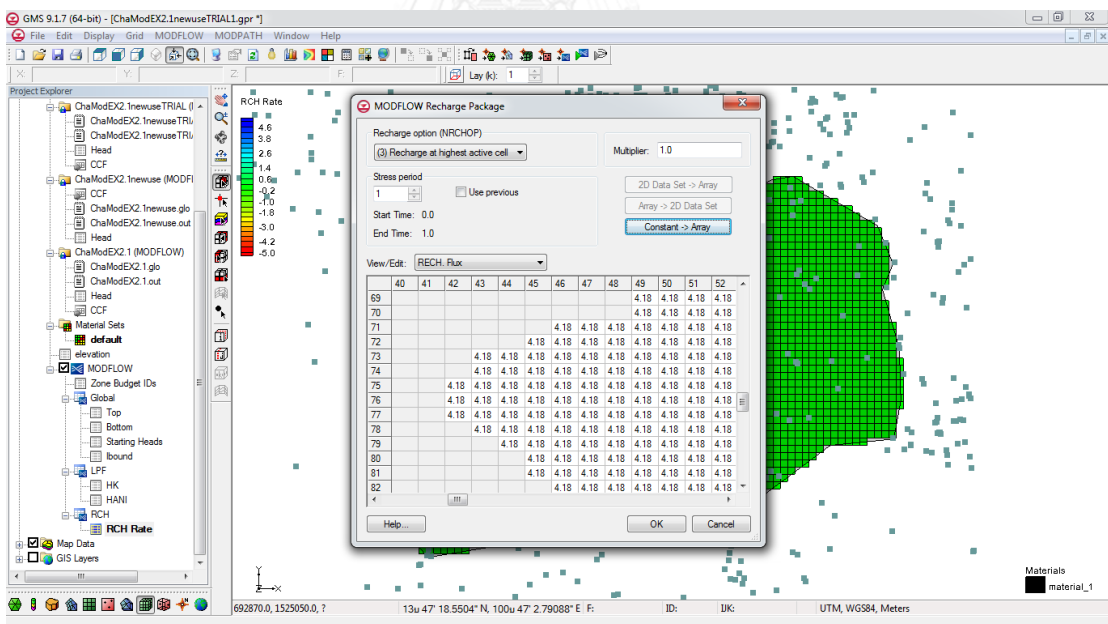 GMS 9.1.7 (64-bit) - [ChaModEX2.1newuseTRIAL1.gpr *]
File Edit Display Grid MODFLOW MODPATH Window Help
X: Y: Z: F: Lay (k): 1
Project Explorer
ChaModEX2.1newuseTRIAL (I
ChaModEX2.1newuseTRI
ChaModEX2.1newuseTRI
Head
CCF
ChaModEX2.1newuse (MODFI
CCF
ChaModEX2.1newuse.glo
ChaModEX2.1newuse.out
Head
ChaModEX2.1 (MODFLOW)
ChaModEX2.1.glo
ChaModEX2.1.out
Head
CCF
Material Sets
default
elevation
MODFLOW
Zone Budget IDs
Global
Top
Bottom
Starting Heads
Ibound
LPF
HK
HANI
RCH
RCH Rate
Map Data
GIS Layers
RCH Rate
4.6
3.8
2.6
1.4
0.6
-0.2
-1.0
-1.8
-3.0
-4.2
-5.0
MODFLOW Recharge Package
Recharge option (NRCHOP)
(3) Recharge at highest active cell
Multiplier: 1.0
Stress period
1 Use previous
Start Time: 0.0
End Time: 1.0
2D Data Set -> Array
Array -> 2D Data Set
Constant -> Array
View/Edit: RECH. Flux
40 41 42 43 44 45 46 47 48 49 50 51 52
69 4.18 4.18 4.18 4.18
70 4.18 4.18 4.18 4.18
71 4.18 4.18 4.18 4.18 4.18 4.18 4.18
72 4.18 4.18 4.18 4.18 4.18 4.18 4.18 4.18
73 4.18 4.18 4.18 4.18 4.18 4.18 4.18 4.18 4.18 4.18
74 4.18 4.18 4.18 4.18 4.18 4.18 4.18 4.18 4.18 4.18
75 4.18 4.18 4.18 4.18 4.18 4.18 4.18 4.18 4.18 4.18 4.18
76 4.18 4.18 4.18 4.18 4.18 4.18 4.18 4.18 4.18 4.18 4.18
77 4.18 4.18 4.18 4.18 4.18 4.18 4.18 4.18 4.18 4.18 4.18
78 4.18 4.18 4.18 4.18 4.18 4.18 4.18 4.18 4.18 4.18
79 4.18 4.18 4.18 4.18 4.18 4.18 4.18 4.18 4.18
80 4.18 4.18 4.18 4.18 4.18 4.18 4.18 4.18
81 4.18 4.18 4.18 4.18 4.18 4.18 4.18 4.18
82 4.18 4.18 4.18 4.18 4.18 4.18 4.18
Help... OK Cancel
Y
Z X
Materials
material_1
692870.0, 1525050.0, ? 13u 47' 18.5504" N, 100u 47' 2.79088" E F: ID: IJK: UTM, WGS84, Meters